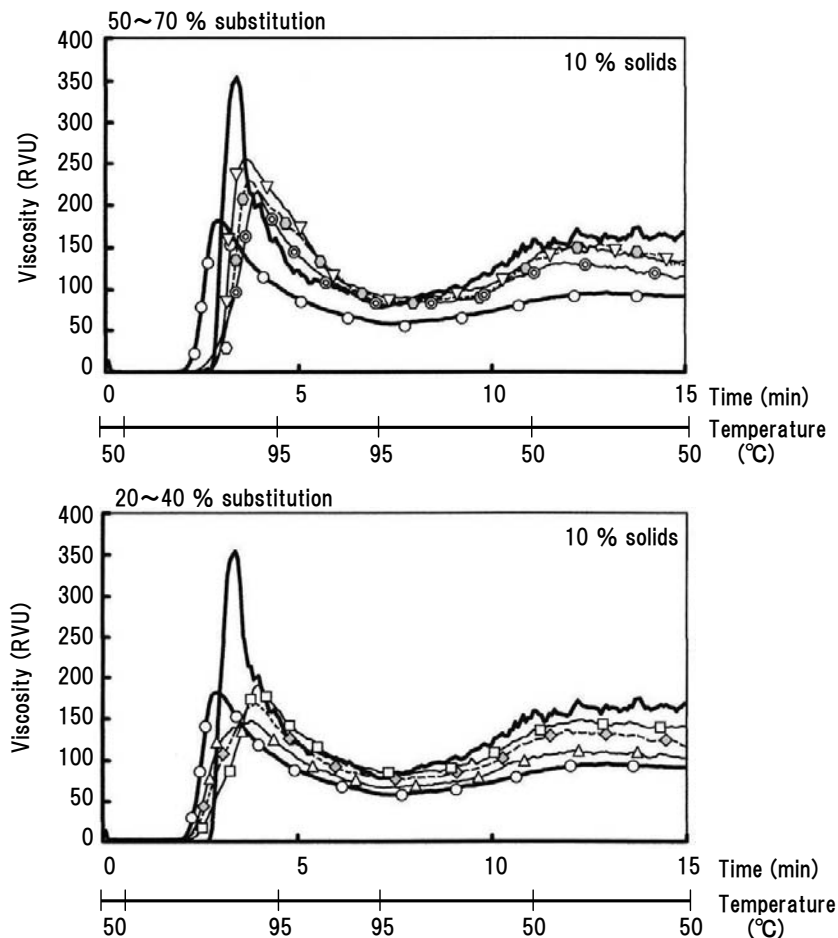 50～70 % substitution
400
10 % solids
350
300
250
200
150
100
50
0
Viscosity (RVU)
0 5 10 15 Time (min)
50 95 95 50 50 Temperature (℃)
20～40 % substitution
400
10 % solids
350
300
250
200
150
100
50
0
Viscosity (RVU)
0 5 10 15 Time (min)
50 95 95 50 50 Temperature (℃)